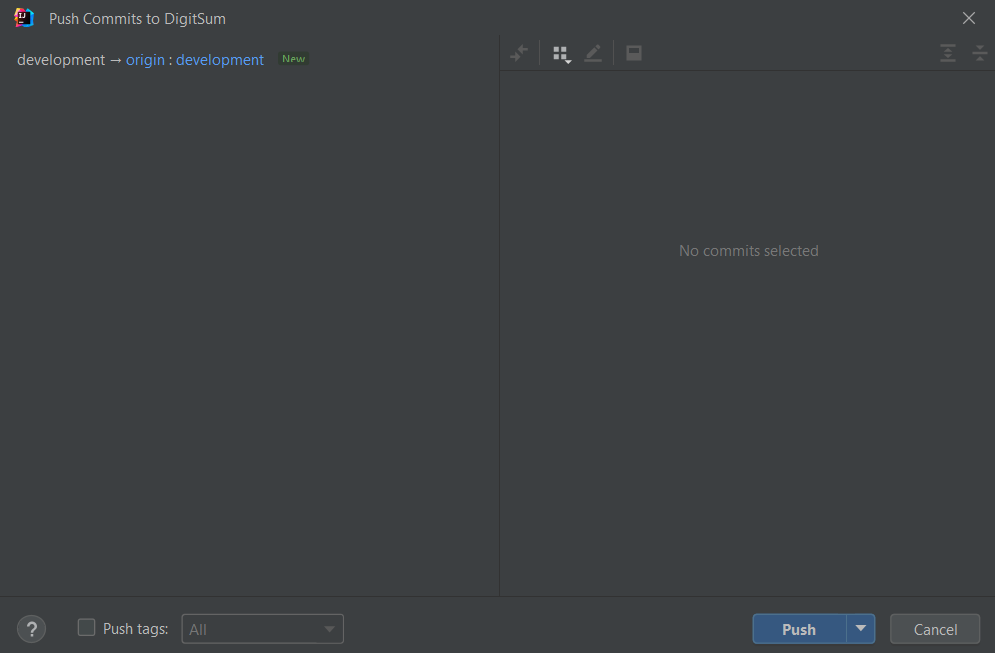 Push Commits to DigitSum
development → origin : development New
No commits selected
? Push tags: All
Push Cancel